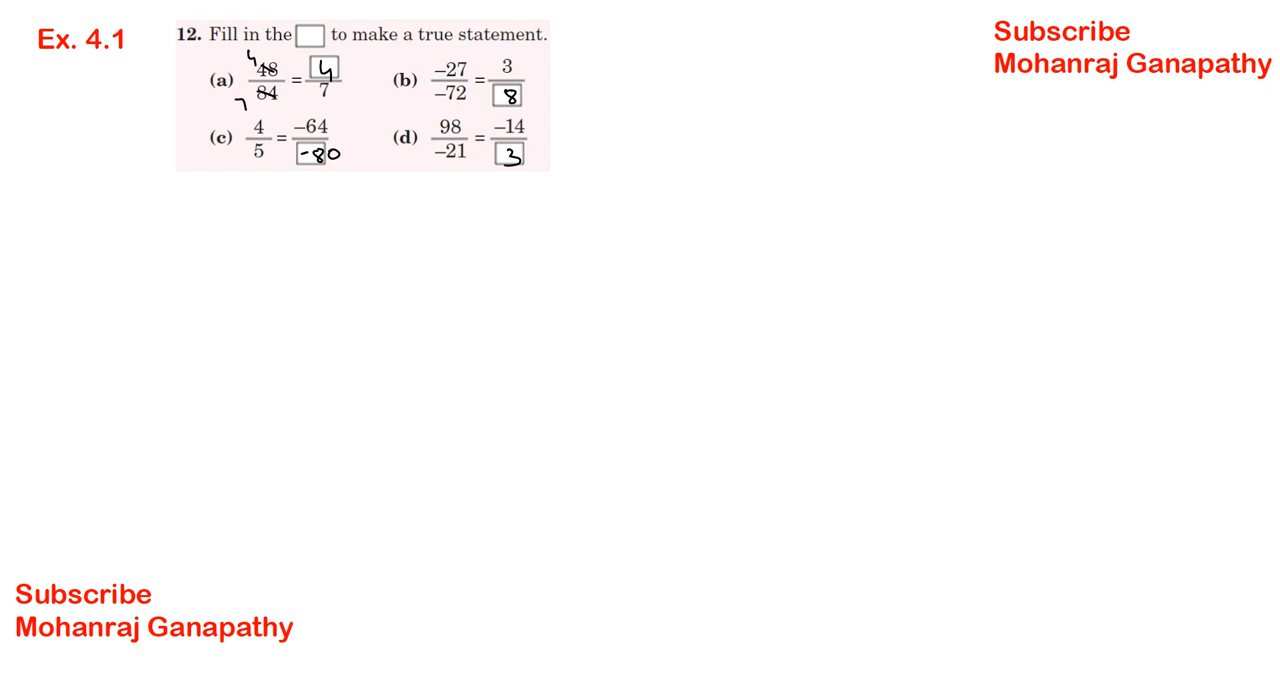 Ex. 4.1
12. Fill in the □ to make a true statement.
(a) 48/84 = 4/7 (b) –27/–72 = 3/8
4
7
(c) 4/5 = –64/-80 (d) 98/–21 = –14/3
Subscribe
Mohanraj Ganapathy
Subscribe
Mohanraj Ganapathy